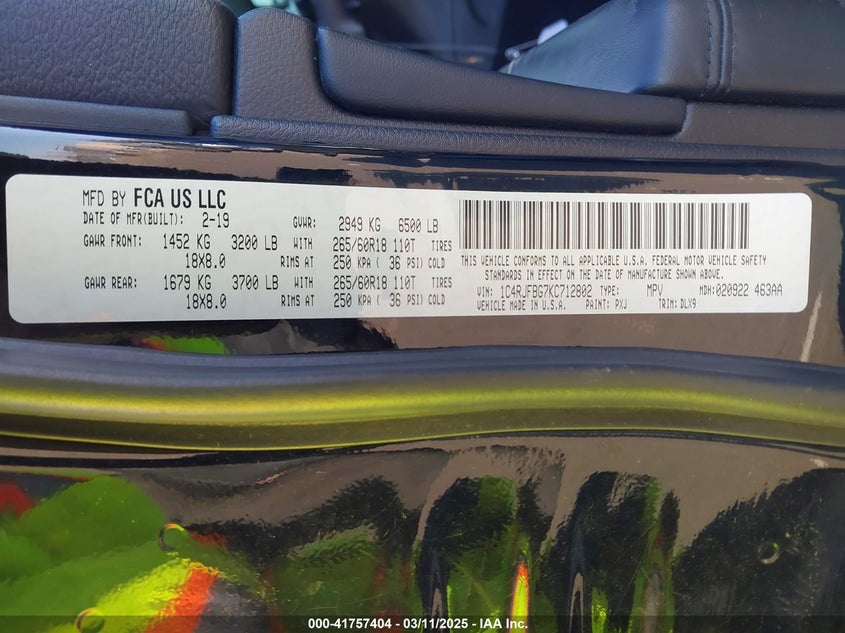 MFD BY FCA US LLC
DATE OF MFR(BUILT): 2-19 GVWR: 2949 KG 6500 LB
GAWR FRONT: 1452 KG 3200 LB WITH 265/60R18 110T TIRES
18X8.0 RIMS AT 250 KPA ( 36 PSI) COLD
GAWR REAR: 1679 KG 3700 LB WITH 265/60R18 110T TIRES
18X8.0 RIMS AT 250 KPA ( 36 PSI) COLD
THIS VEHICLE CONFORMS TO ALL APPLICABLE U.S.A. FEDERAL MOTOR VEHICLE SAFETY
STANDARDS IN EFFECT ON THE DATE OF MANUFACTURE SHOWN ABOVE.
VIN: 1C4RJFBG7KC712802 TYPE: MPV MDH: 020922 463AA
VEHICLE MADE IN U.S.A. PAINT: PXJ TRIM: DLX9
000-41757404 - 03/11/2025 - IAA Inc.